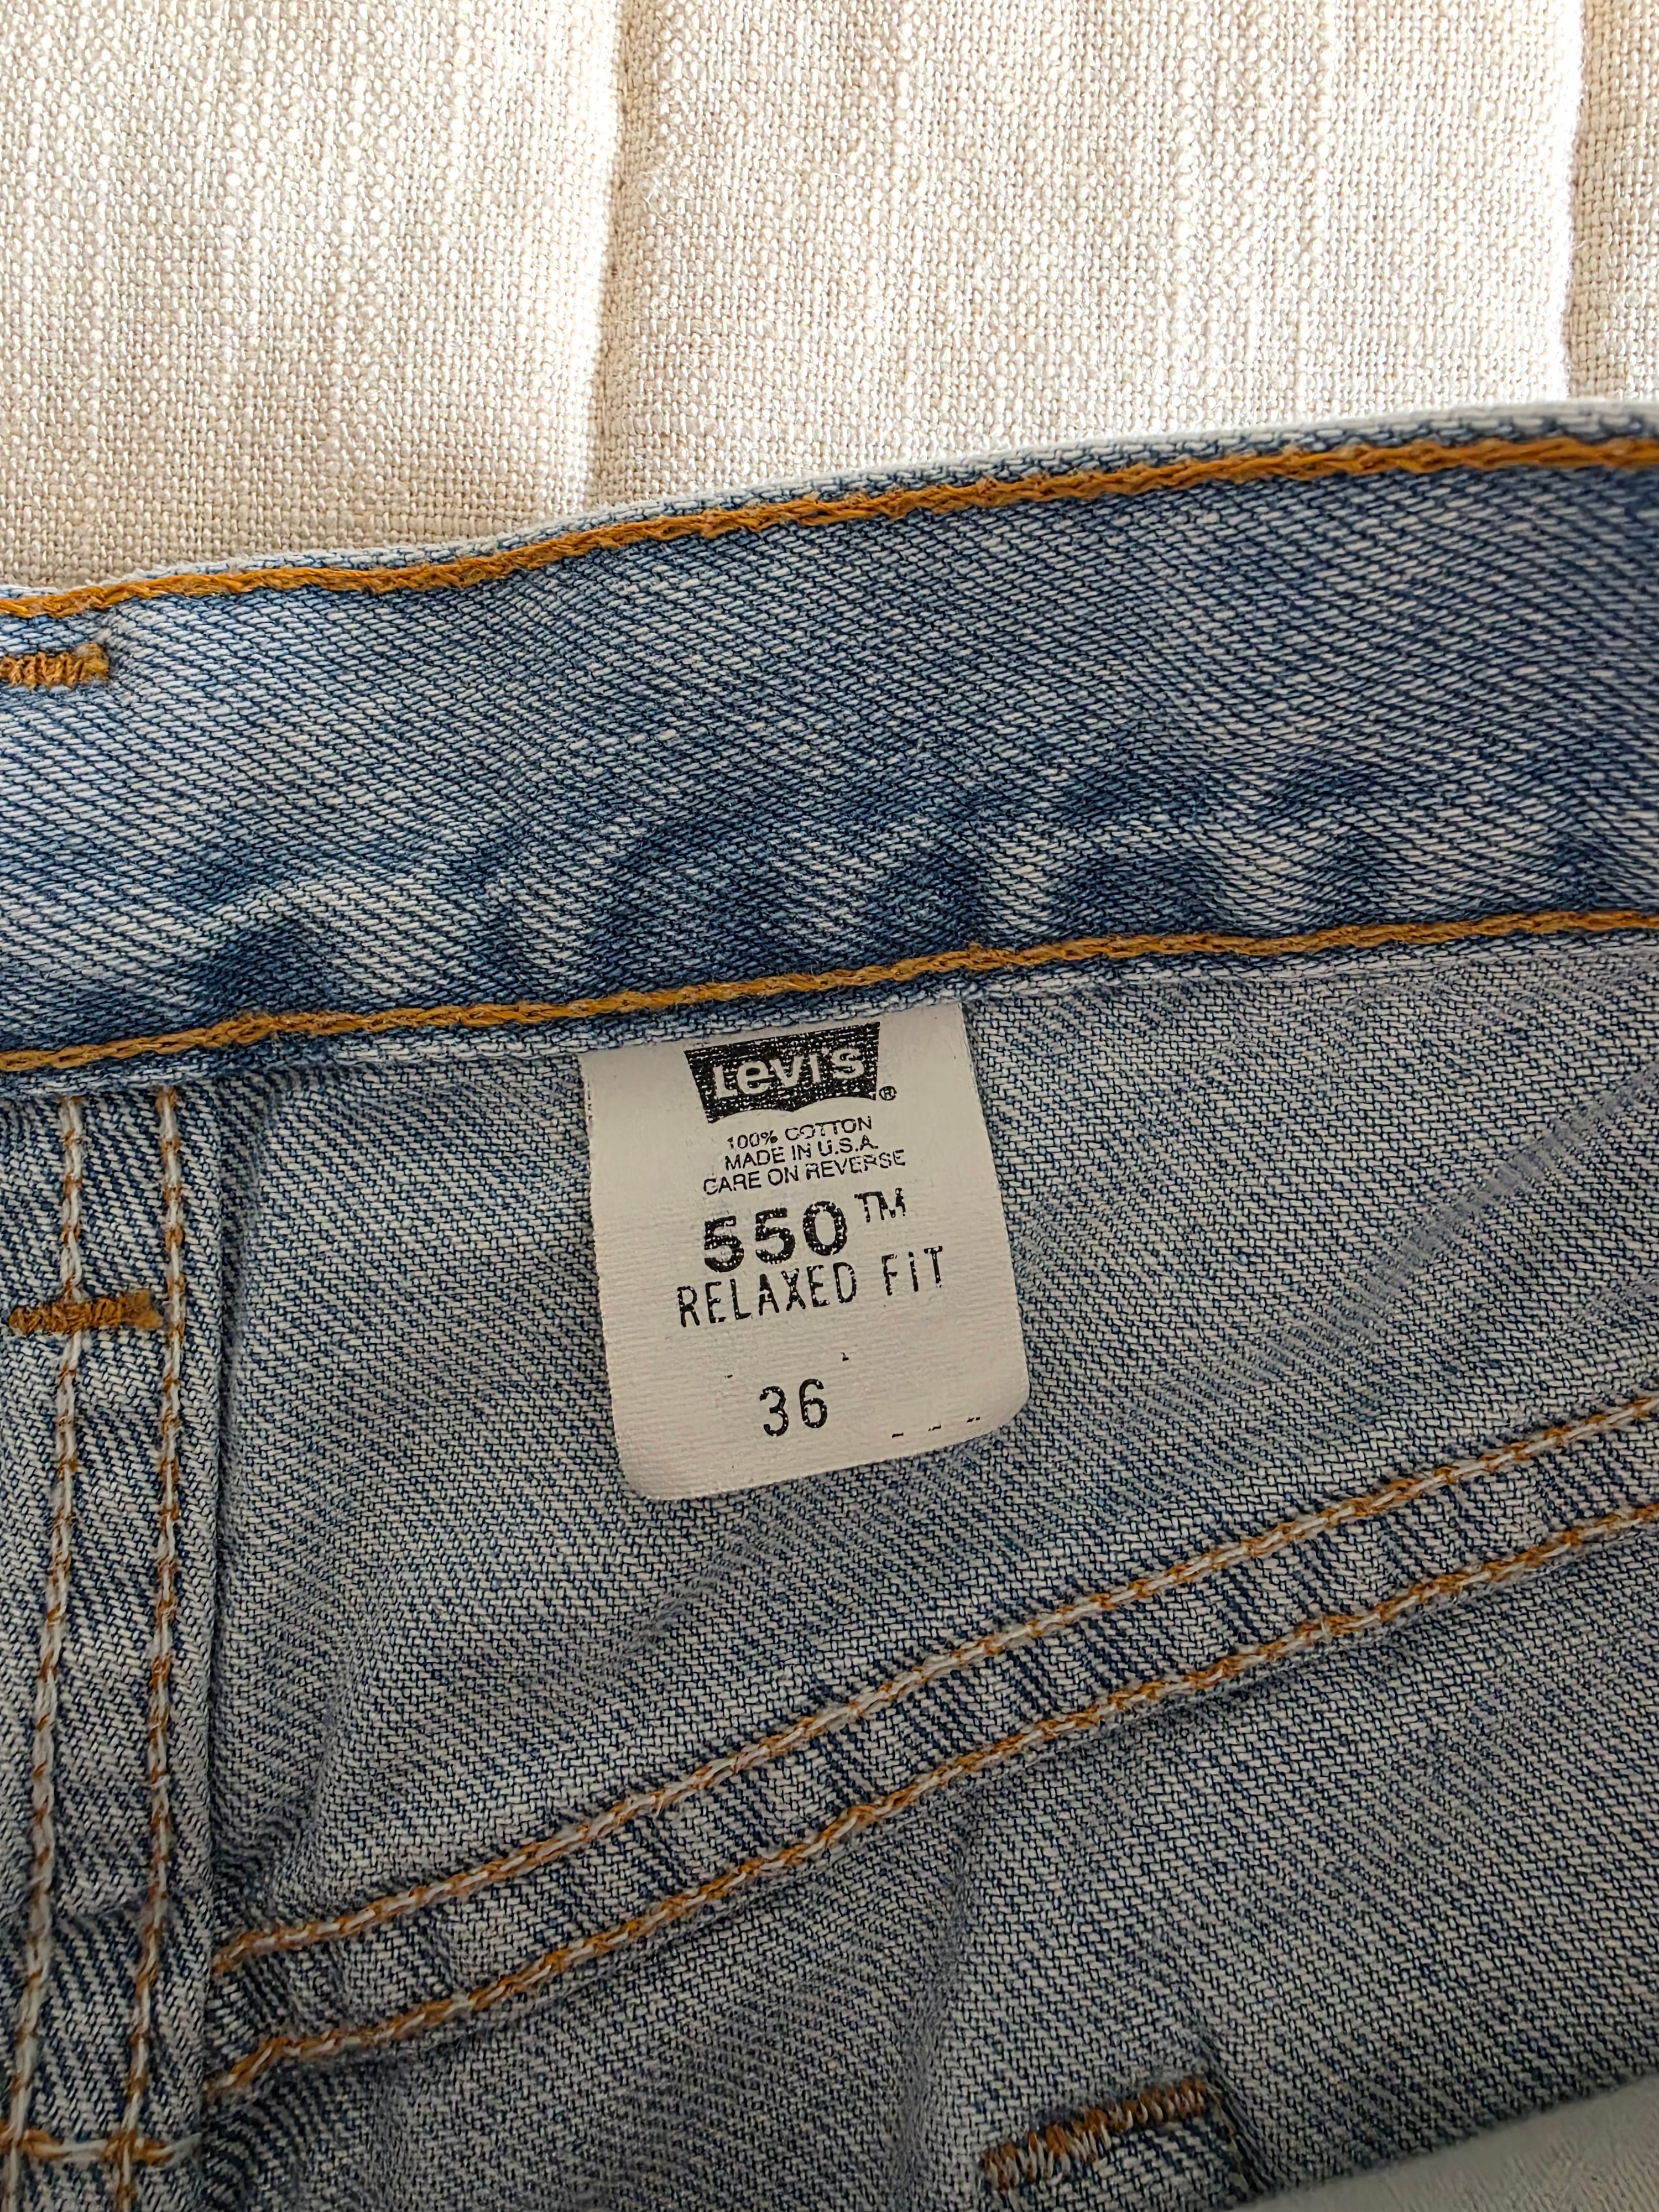 Levi's®
100% COTTON
MADE IN U.S.A.
CARE ON REVERSE
550™
RELAXED FIT
36